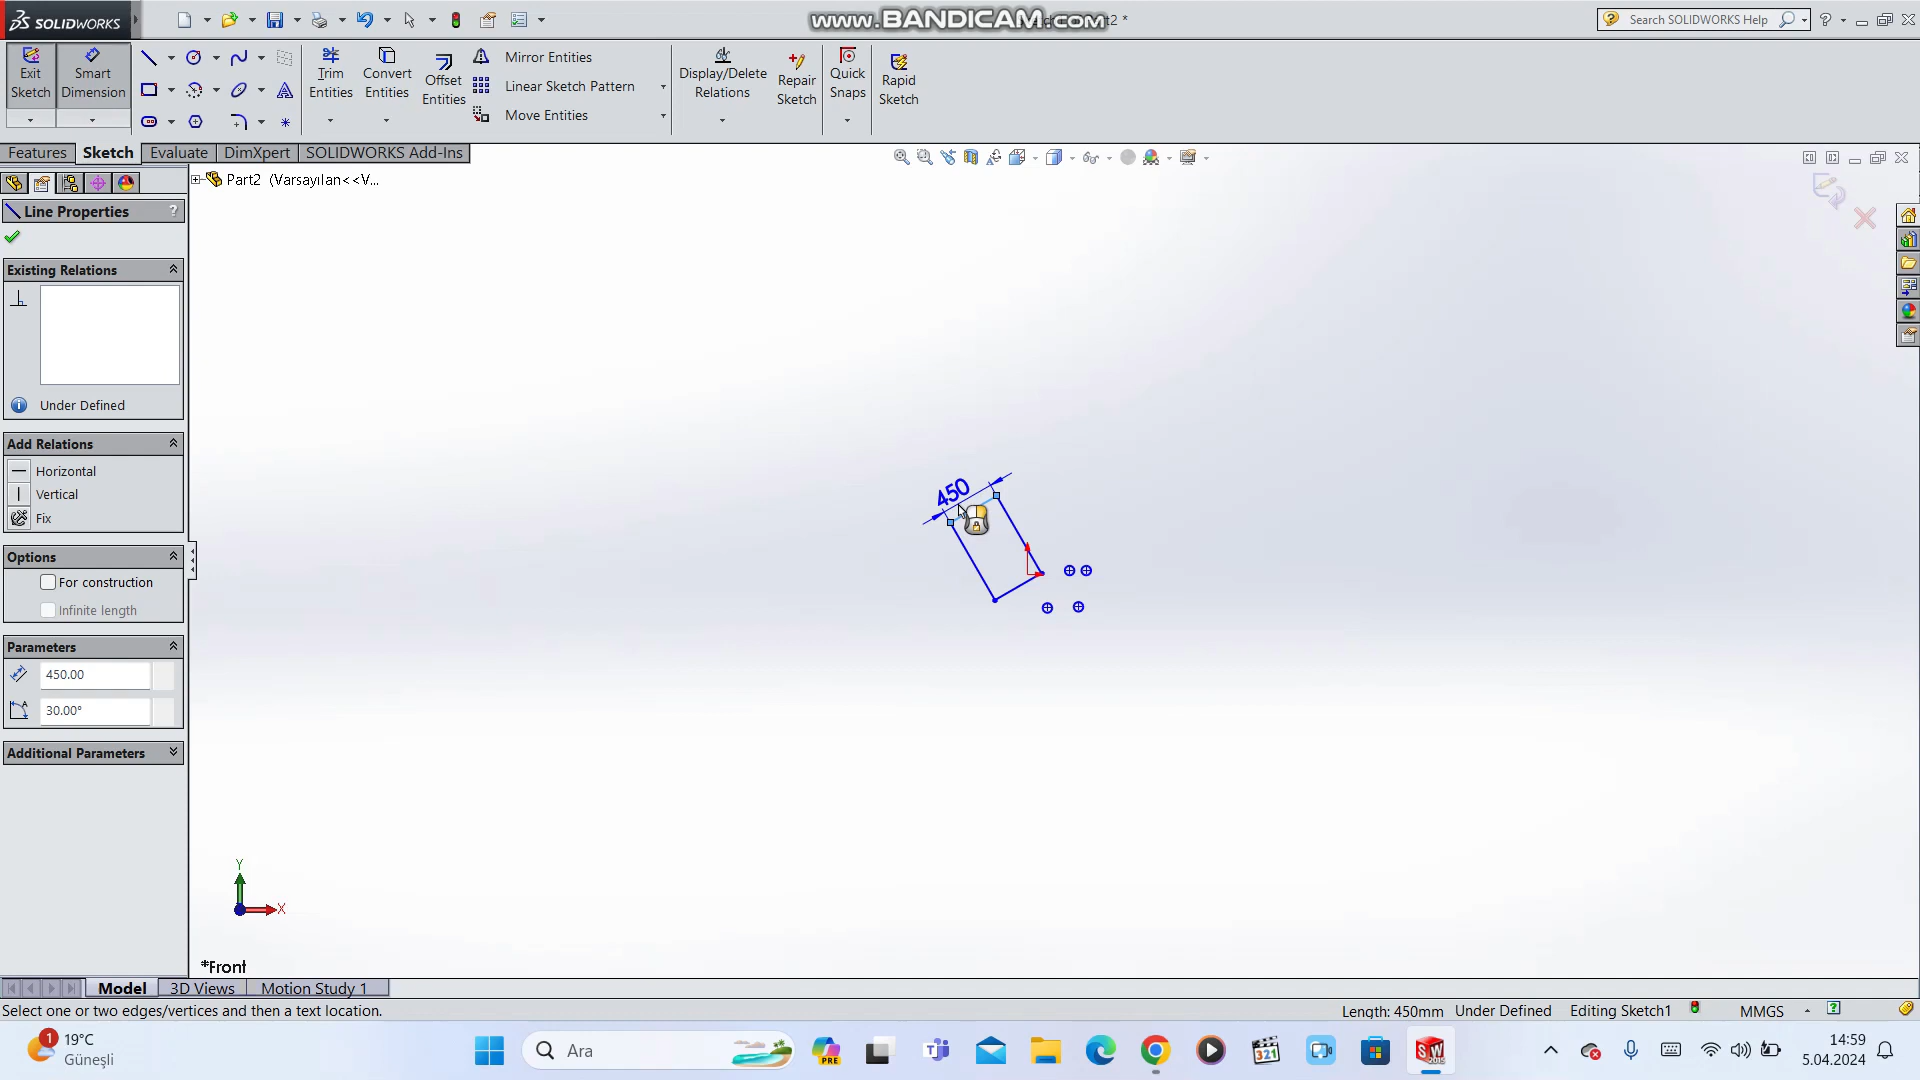 SOLIDWORKS
www.BANDICAM.com
Search SOLIDWORKS Help
Exit Sketch
Smart Dimension
Trim Entities
Convert Entities
Offset Entities
Mirror Entities
Linear Sketch Pattern
Move Entities
Display/Delete Relations
Repair Sketch
Quick Snaps
Rapid Sketch
Features
Sketch
Evaluate
DimXpert
SOLIDWORKS Add-Ins
Part2 (Varsayılan<<V...
Line Properties
?
Existing Relations
Under Defined
Add Relations
Horizontal
Vertical
Fix
Options
For construction
Infinite length
Parameters
450.00
30.00°
Additional Parameters
450
Y
X
*Front
Model
3D Views
Motion Study 1
Select one or two edges/vertices and then a text location.
Length: 450mm
Under Defined
Editing Sketch1
MMGS
1
19°C
Güneşli
Ara
PRE
321
SW
14:59
5.04.2024